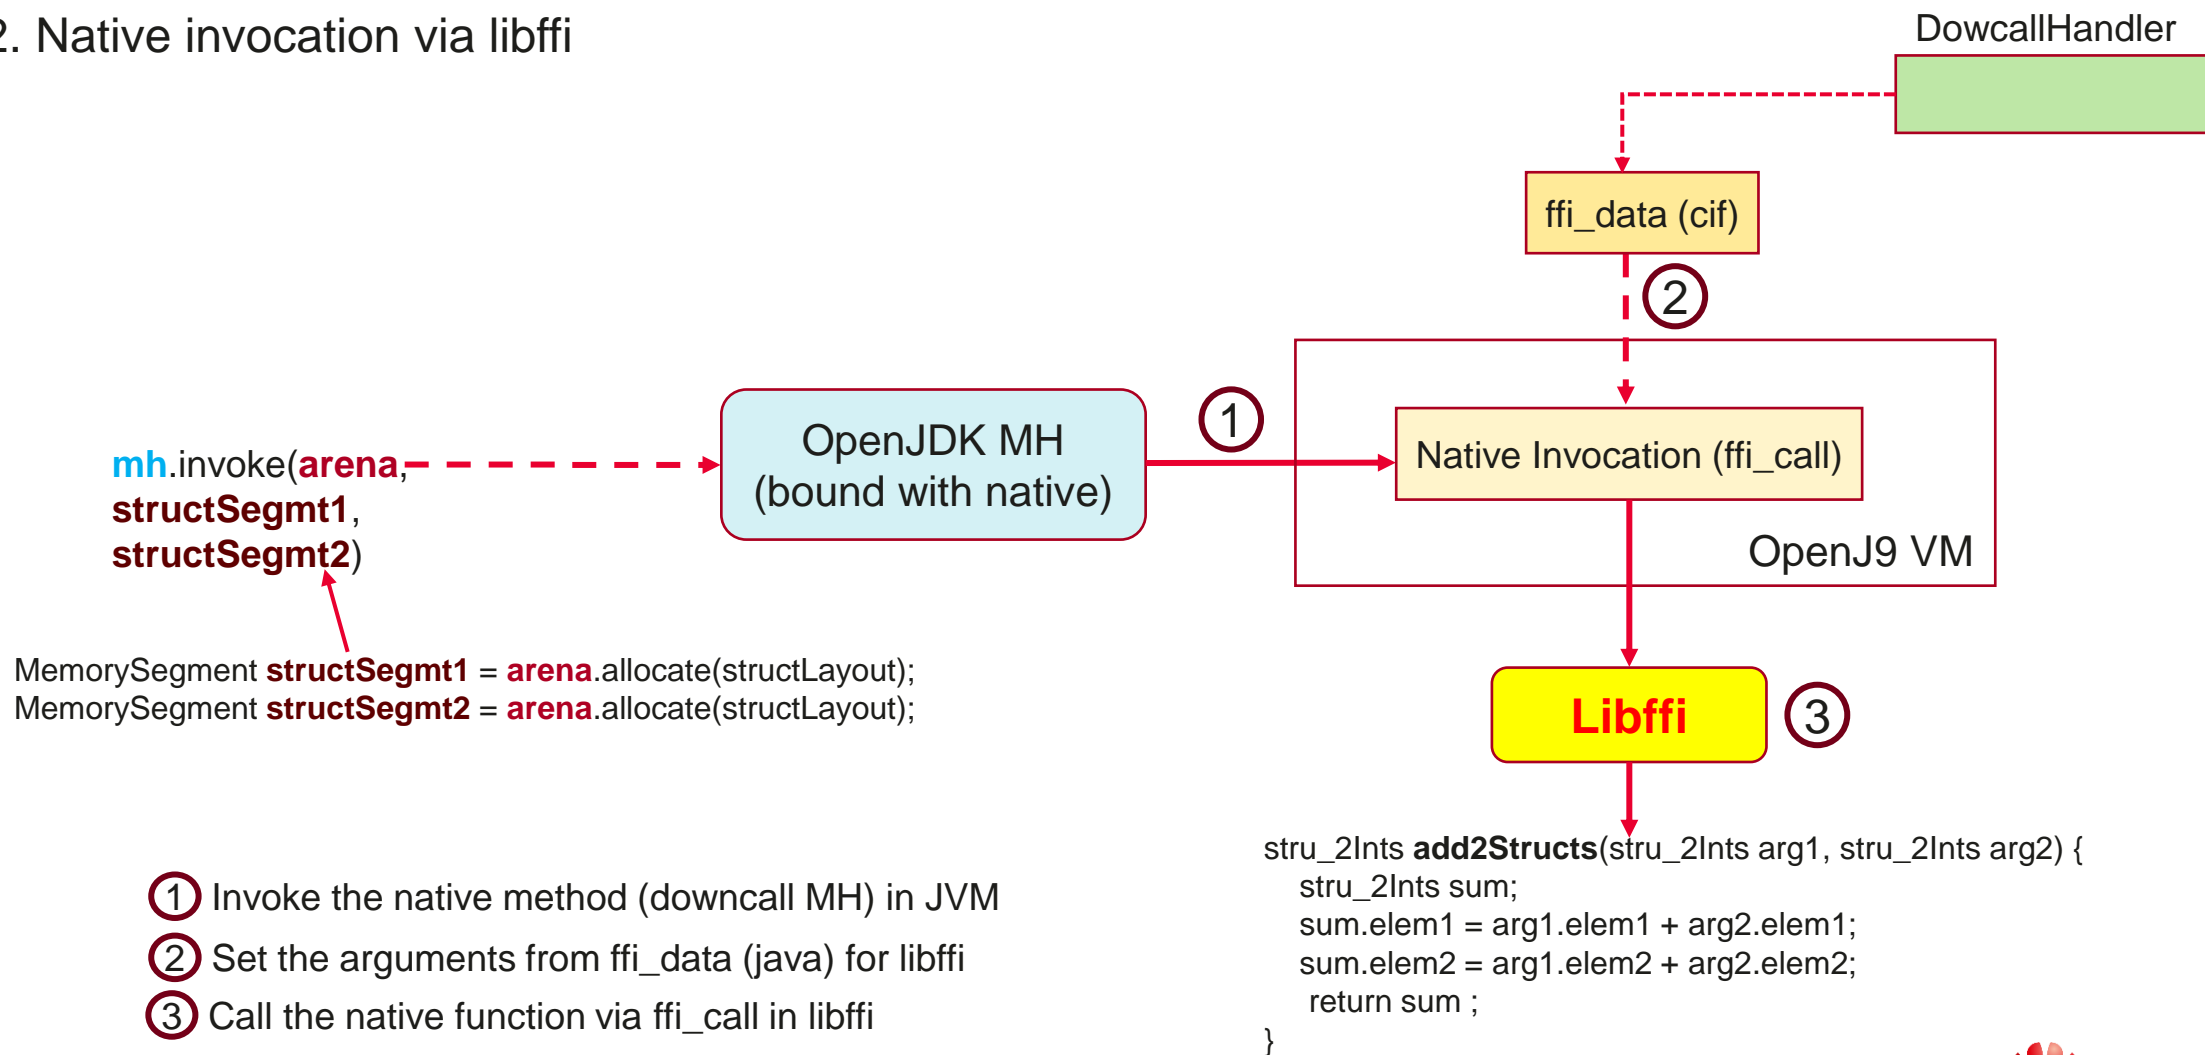 2. Native invocation via libffi
DowcallHandler
ffi_data (cif)
2
1
OpenJDK MH
(bound with native)
Native Invocation (ffi_call)
OpenJ9 VM
mh.invoke(arena,
structSegmt1,
structSegmt2)
MemorySegment structSegmt1 = arena.allocate(structLayout);
MemorySegment structSegmt2 = arena.allocate(structLayout);
Libffi
3
1 Invoke the native method (downcall MH) in JVM
2 Set the arguments from ffi_data (java) for libffi
3 Call the native function via ffi_call in libffi
stru_2Ints add2Structs(stru_2Ints arg1, stru_2Ints arg2) {
stru_2Ints sum;
sum.elem1 = arg1.elem1 + arg2.elem1;
sum.elem2 = arg1.elem2 + arg2.elem2;
return sum ;
}